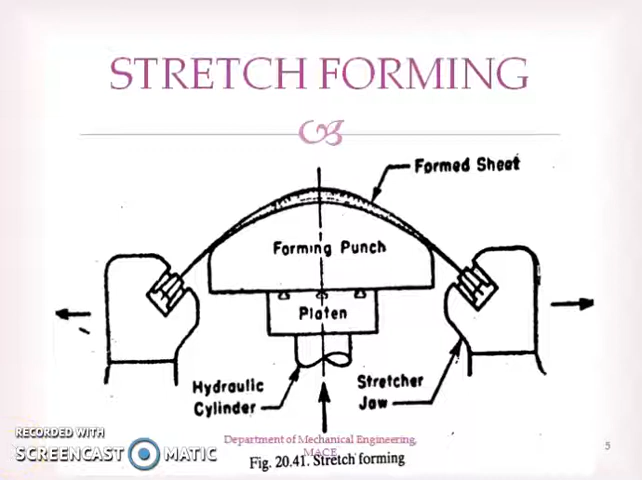 STRETCH FORMING
Formed Sheet
Forming Punch
Platen
Hydraulic
Cylinder
Stretcher
Jaw
RECORDED WITH
SCREENCAST MATIC
Department of Mechanical Engineering,
MACE
5
Fig. 20.41. Stretch forming